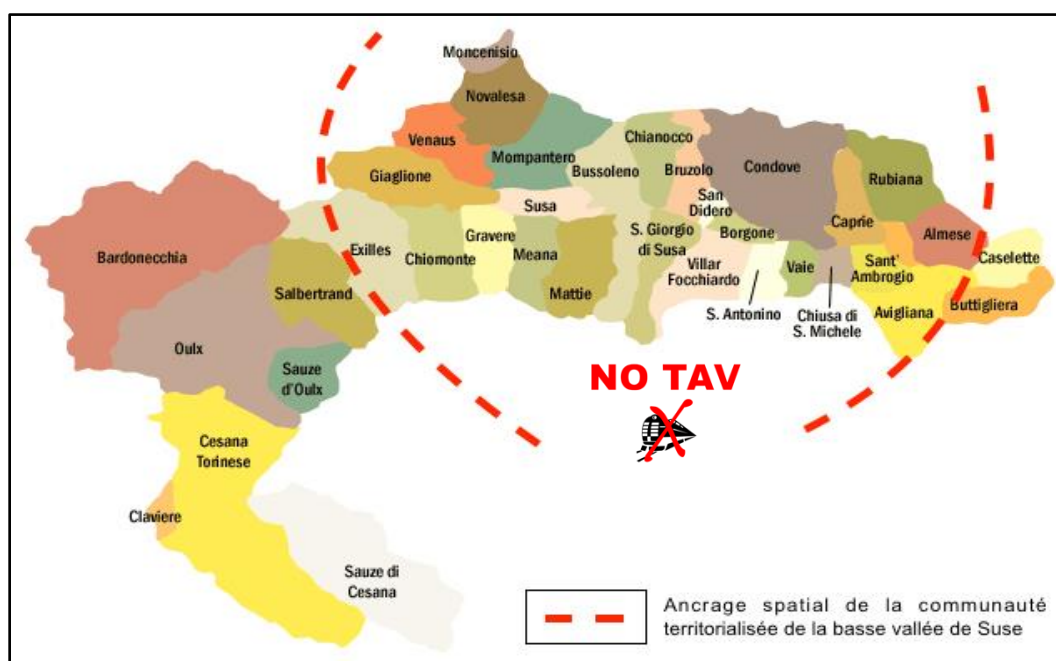 Moncenisio
Novalesa
Venaus
Mompantero
Chianocco
Bussoleno
Bruzolo
Condove
Rubiana
Giaglione
Susa
San
Didero
Caprie
Almese
Bardonecchia
Exilles
Chiomonte
Gravere
Meana
S. Giorgio
di Susa
Borgone
Villar
Focchiardo
Vaie
Sant'
Ambrogio
Caselette
Salbertrand
Mattie
S. Antonino
Chiusa di
S. Michele
Avigliana
Buttigliera
Oulx
Sauze
d'Oulx
NO TAV
Cesana
Torinese
Claviere
Sauze di
Cesana
Ancrage spatial de la communauté
territorialisée de la basse vallée de Suse